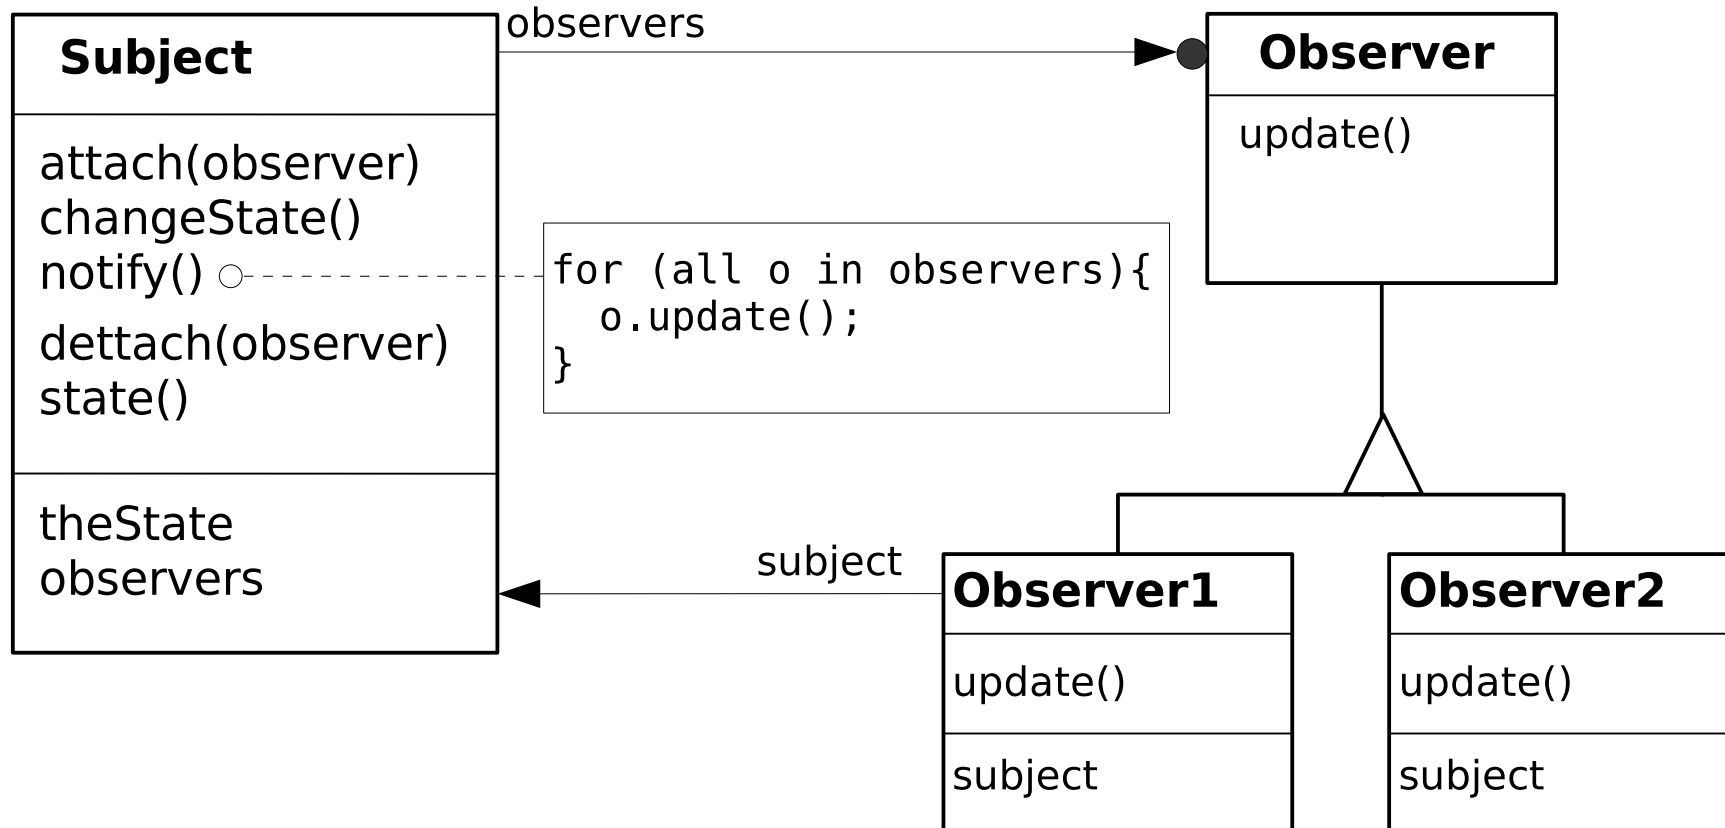 Subject
attach(observer)
changeState()
notify()
dettach(observer)
state()
theState
observers
observers
for (all o in observers){
  o.update();
}
Observer
update()
subject
Observer1
update()
subject
Observer2
update()
subject